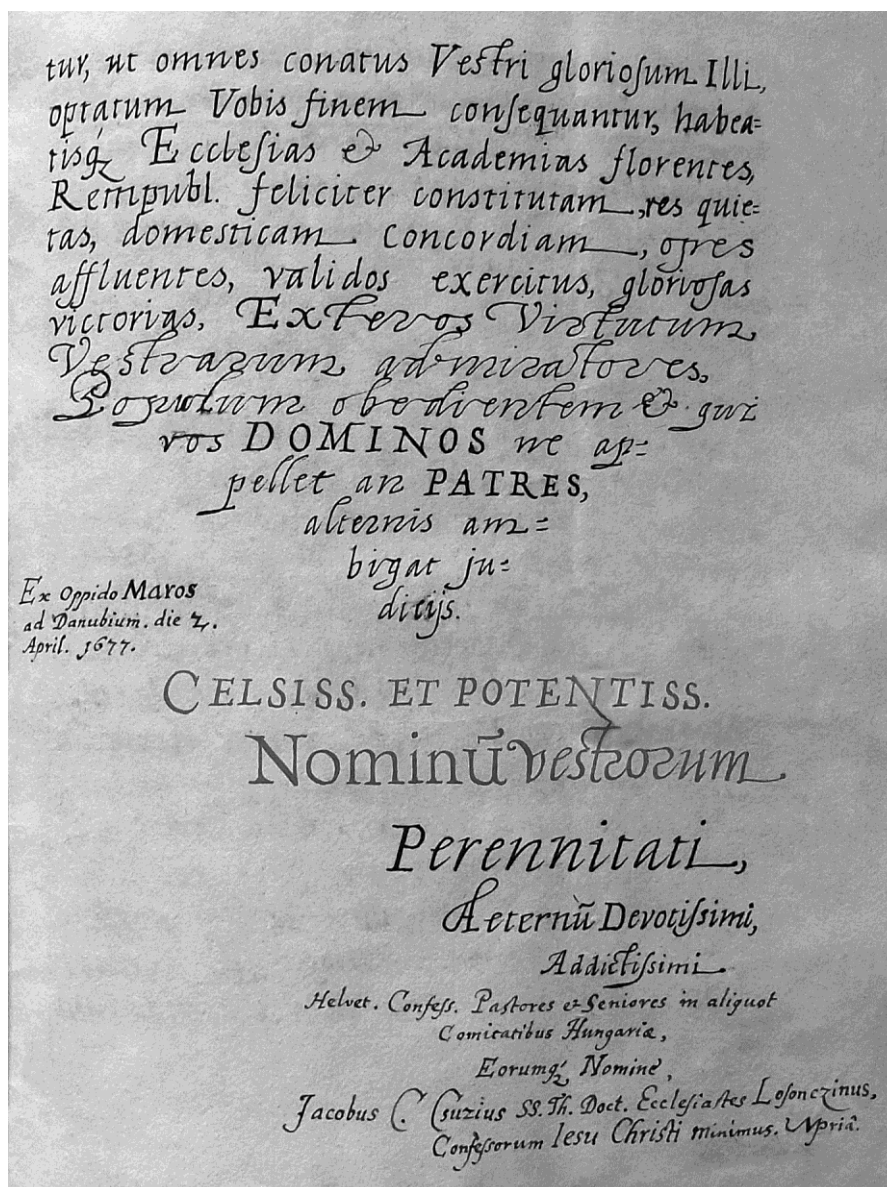 tur, ut omnes conatus Vestri gloriosum Illi,
optatum Vobis finem consequantur, habea=
tisq́ꝫ Ecclesias & Academias florentes,
Rempubl. feliciter constitutam, res quie=
tas, domesticam concordiam, opes
affluentes, validos exercitus, gloriosas
victorias, Exteros Virtutum
Vestrarum admiratores,
Populum obedientem & qui
vos DOMINOS ne ap=
pellet an PATRES,
alternis am=
bigat ju=
dicijs.
Ex Oppido Maros
ad Danubium. die 2.
April. 1677.
CELSISS. ET POTENTISS.
Nominū vestrorum
Perennitati,
Aeternū Devotissimi,
Addictissimi.
Helvet. Confess. Pastores & Seniores in aliquot
Comitatibus Hungariæ,
Eorumq́ꝫ Nomine,
Jacobus C. Csuzius SS. Th. Doct. Ecclesiastes Losonczinus,
Confessorum Iesu Christi minimus. Mpriâ.